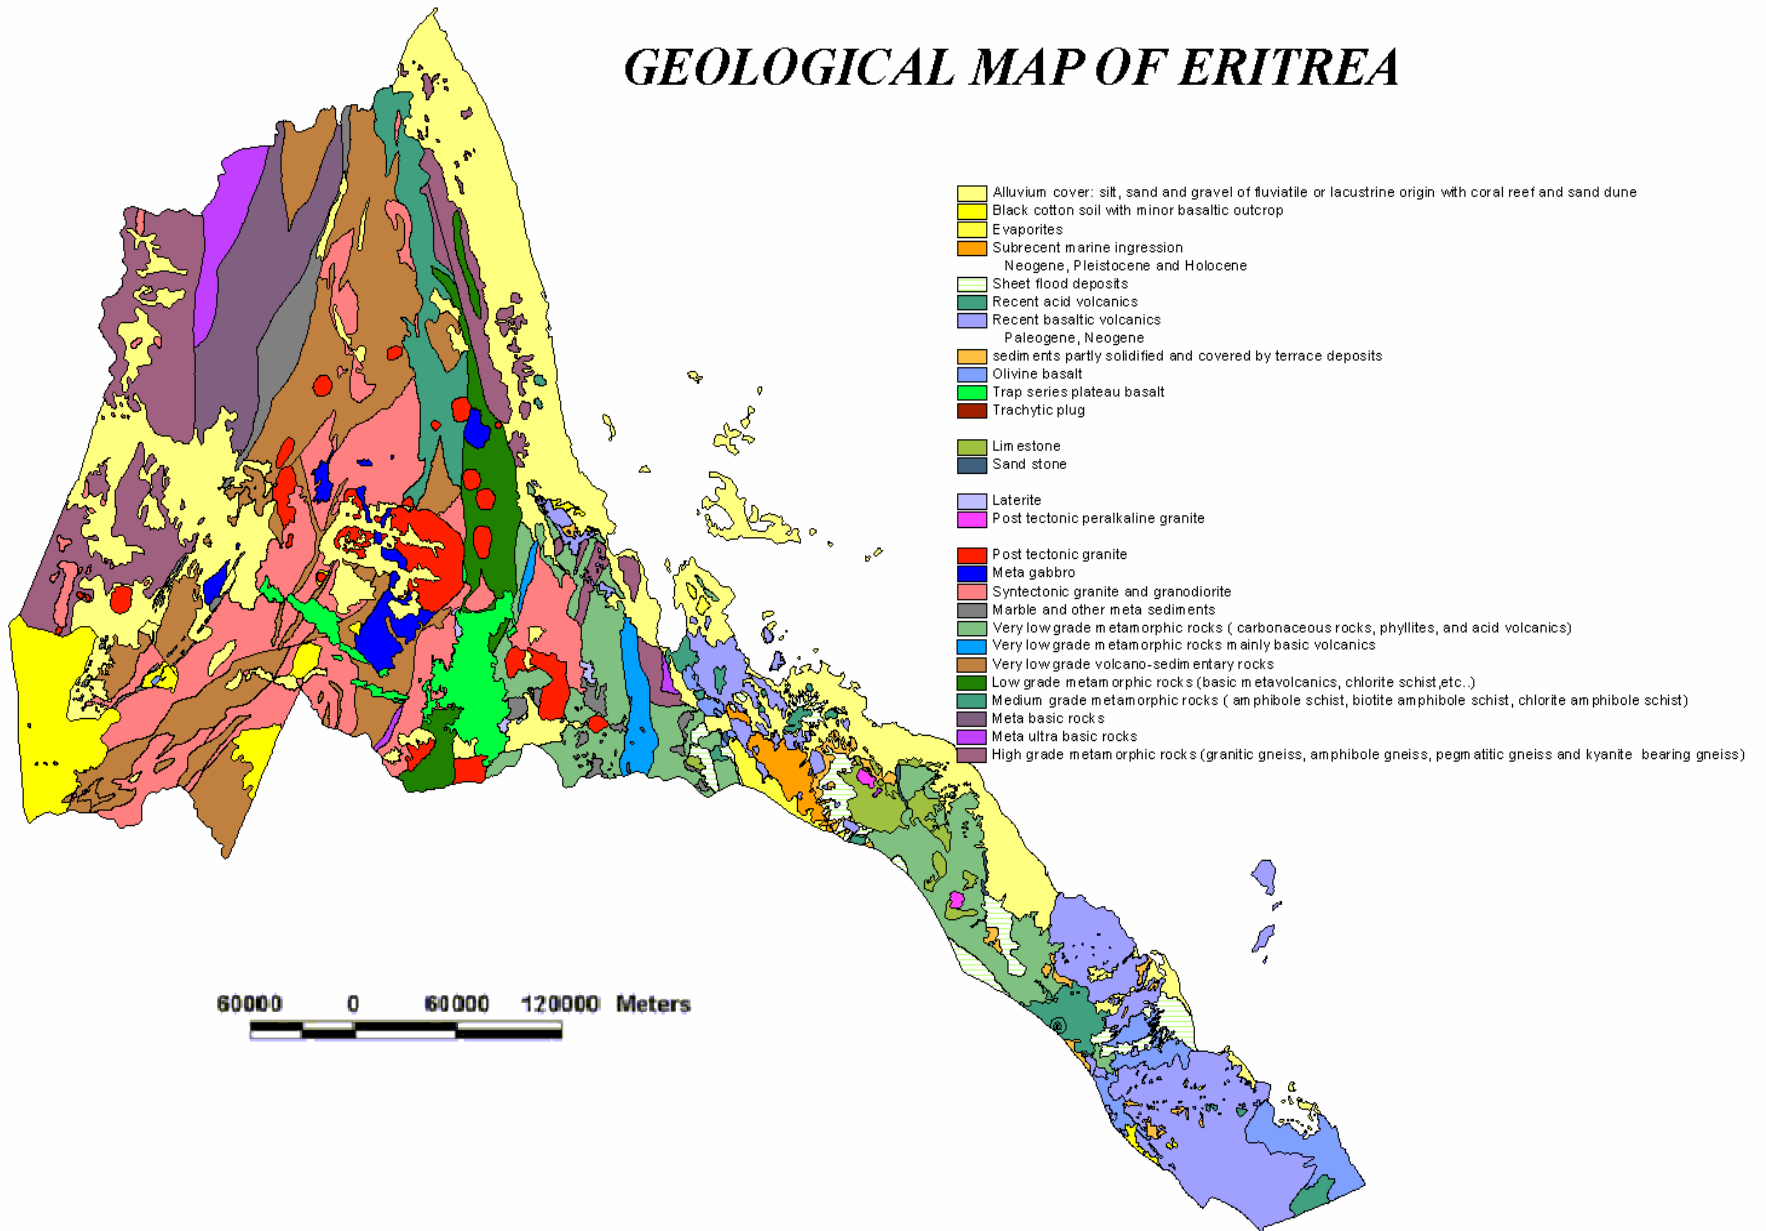 GEOLOGICAL MAP OF ERITREA
Alluvium cover: silt, sand and gravel of fluviatile or lacustrine origin with coral reef and sand dune
Black cotton soil with minor basaltic outcrop
Evaporites
Subrecent marine ingression
Neogene, Pleistocene and Holocene
Sheet flood deposits
Recent acid volcanics
Recent basaltic volcanics
Paleogene, Neogene
sediments partly solidified and covered by terrace deposits
Olivine basalt
Trap series plateau basalt
Trachytic plug
Limestone
Sand stone
Laterite
Post tectonic peralkaline granite
Post tectonic granite
Meta gabbro
Syntectonic granite and granodiorite
Marble and other meta sediments
Very low grade metamorphic rocks ( carbonaceous rocks, phyllites, and acid volcanics)
Very low grade metamorphic rocks mainly basic volcanics
Very low grade volcano-sedimentary rocks
Low grade metamorphic rocks (basic metavolcanics, chlorite schist,etc..)
Medium grade metamorphic rocks ( amphibole schist, biotite amphibole schist, chlorite amphibole schist)
Meta basic rocks
Meta ultra basic rocks
High grade metamorphic rocks (granitic gneiss, amphibole gneiss, pegmatitic gneiss and kyanite bearing gneiss)
60000 0 60000 120000 Meters